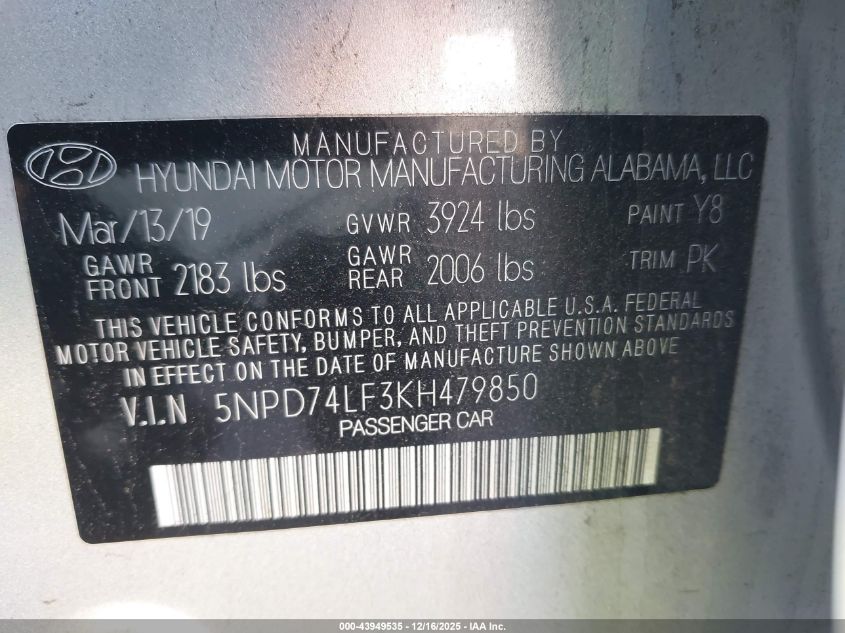 MANUFACTURED BY
HYUNDAI MOTOR MANUFACTURING ALABAMA, LLC
Mar/13/19 GVWR 3924 lbs PAINT Y8
GAWR FRONT 2183 lbs GAWR REAR 2006 lbs TRIM PK
THIS VEHICLE CONFORMS TO ALL APPLICABLE U.S.A. FEDERAL
MOTOR VEHICLE SAFETY, BUMPER, AND THEFT PREVENTION STANDARDS
IN EFFECT ON THE DATE OF MANUFACTURE SHOWN ABOVE
V.I.N 5NPD74LF3KH479850
PASSENGER CAR
000-43949535 - 12/16/2025 - IAA Inc.